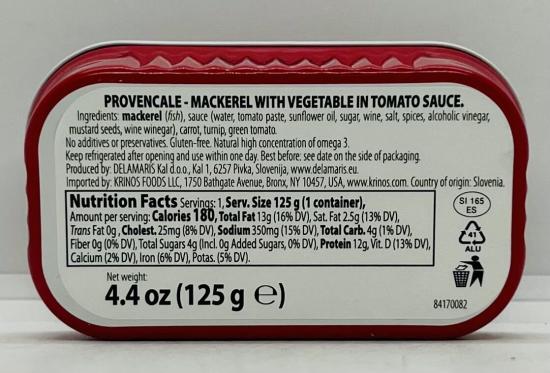 PROVENCALE - MACKEREL WITH VEGETABLE IN TOMATO SAUCE.
Ingredients: mackerel (fish), sauce (water, tomato paste, sunflower oil, sugar, wine, salt, spices, alcoholic vinegar,
mustard seeds, wine winegar), carrot, turnip, green tomato.
No additives or preservatives. Gluten-free. Natural high concentration of omega 3.
Keep refrigerated after opening and use within one day. Best before: see date on the side of packaging.
Produced by: DELAMARIS Kal d.o.o., Kal 1, 6257 Pivka, Slovenija, www.delamaris.eu.
Imported by: KRINOS FOODS LLC, 1750 Bathgate Avenue, Bronx, NY 10457, USA, www.krinos.com. Country of origin: Slovenia.
Nutrition Facts Servings: 1, Serv. Size 125 g (1 container),
Amount per serving: Calories 180, Total Fat 13g (16% DV), Sat. Fat 2.5g (13% DV),
Trans Fat 0g, Cholest. 25mg (8% DV), Sodium 350mg (15% DV), Total Carb. 4g (1% DV),
Fiber 0g (0% DV), Total Sugars 4g (Incl. 0g Added Sugars, 0% DV), Protein 12g, Vit. D (13% DV),
Calcium (2% DV), Iron (6% DV), Potas. (5% DV).
SI 165
ES
41
ALU
Net weight:
4.4 oz (125 g ℮)
84170082